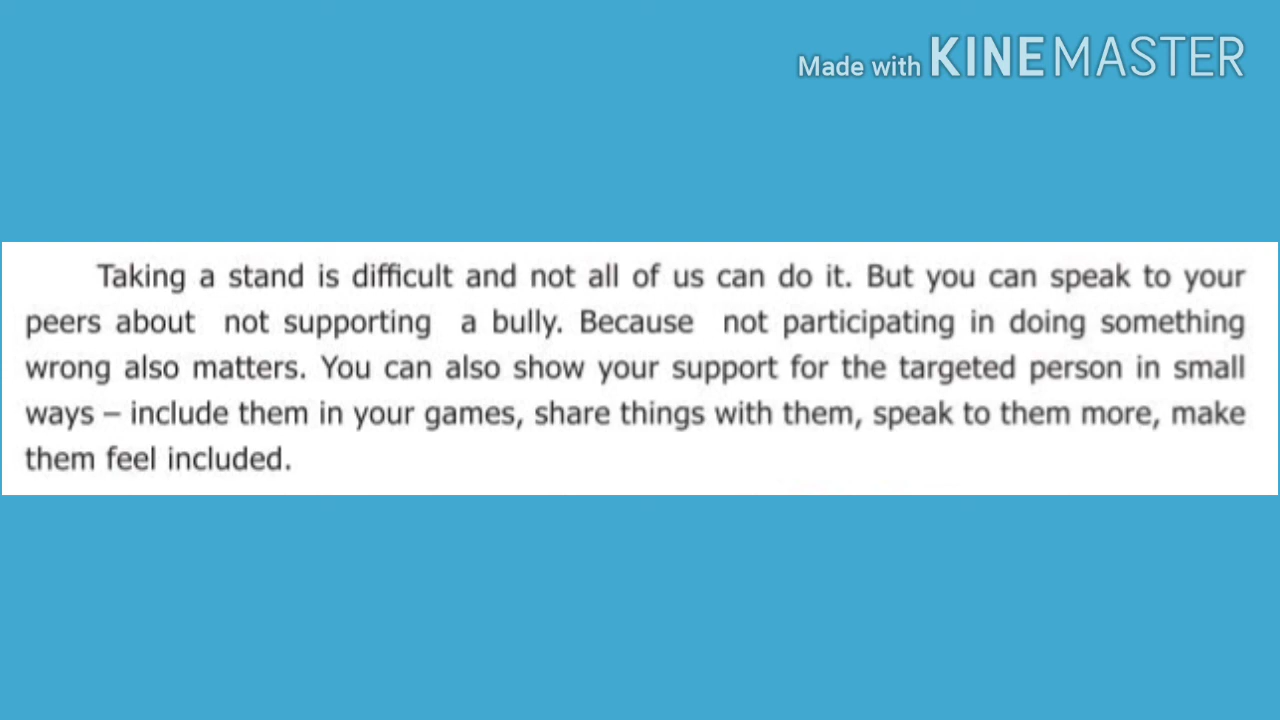 Made with KINEMASTER
Taking a stand is difficult and not all of us can do it. But you can speak to your
peers about not supporting a bully. Because not participating in doing something
wrong also matters. You can also show your support for the targeted person in small
ways – include them in your games, share things with them, speak to them more, make
them feel included.